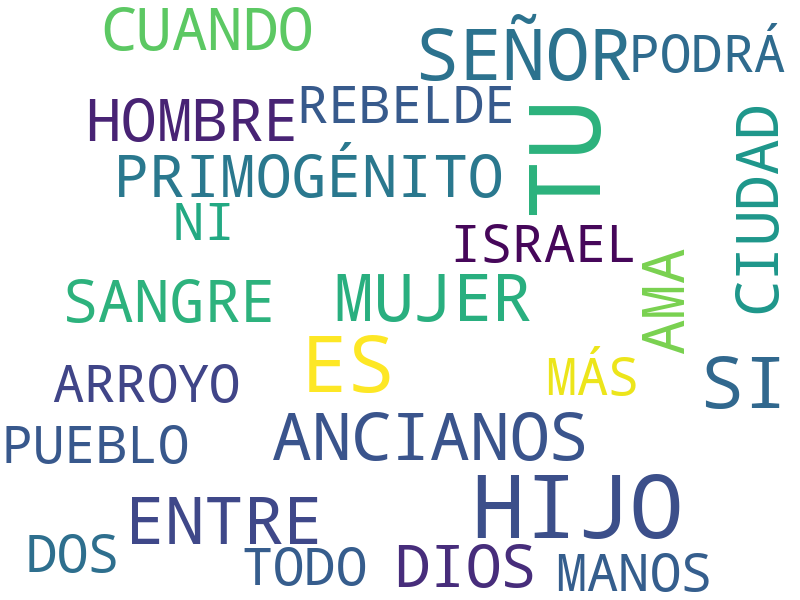 CUANDO
SEÑOR
PODRÁ
HOMBRE
REBELDE
TU
CIUDAD
PRIMOGÉNITO
NI
ISRAEL
AMA
SANGRE
MUJER
ES
MÁS
SI
ARROYO
ANCIANOS
PUEBLO
HIJO
ENTRE
DOS
TODO
DIOS
MANOS